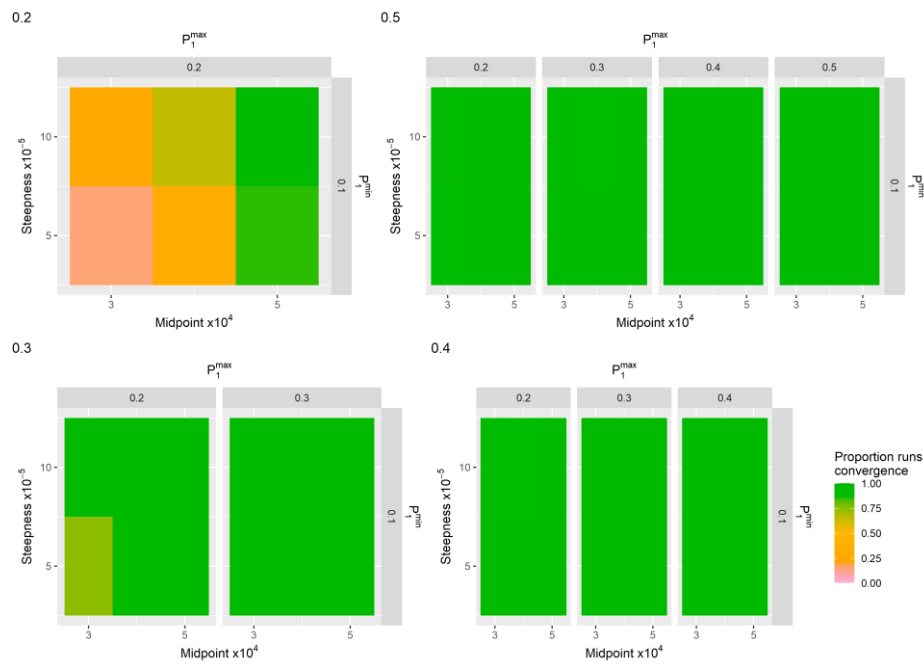 0.2
P₁ᵐᵃˣ
0.2
10
5
Steepness x10⁻⁵
0.1
P₁ᵐⁱⁿ
3
5
Midpoint x10⁴
0.5
P₁ᵐᵃˣ
0.2 0.3 0.4 0.5
10
5
Steepness x10⁻⁵
0.1
P₁ᵐⁱⁿ
3 5 3 5 3 5 3 5
Midpoint x10⁴
0.3
P₁ᵐᵃˣ
0.2 0.3
10
5
Steepness x10⁻⁵
0.1
P₁ᵐⁱⁿ
3 5 3 5
Midpoint x10⁴
0.4
P₁ᵐᵃˣ
0.2 0.3 0.4
10
5
Steepness x10⁻⁵
0.1
P₁ᵐⁱⁿ
3 5 3 5 3 5
Midpoint x10⁴
Proportion runs
convergence
1.00
0.75
0.50
0.25
0.00